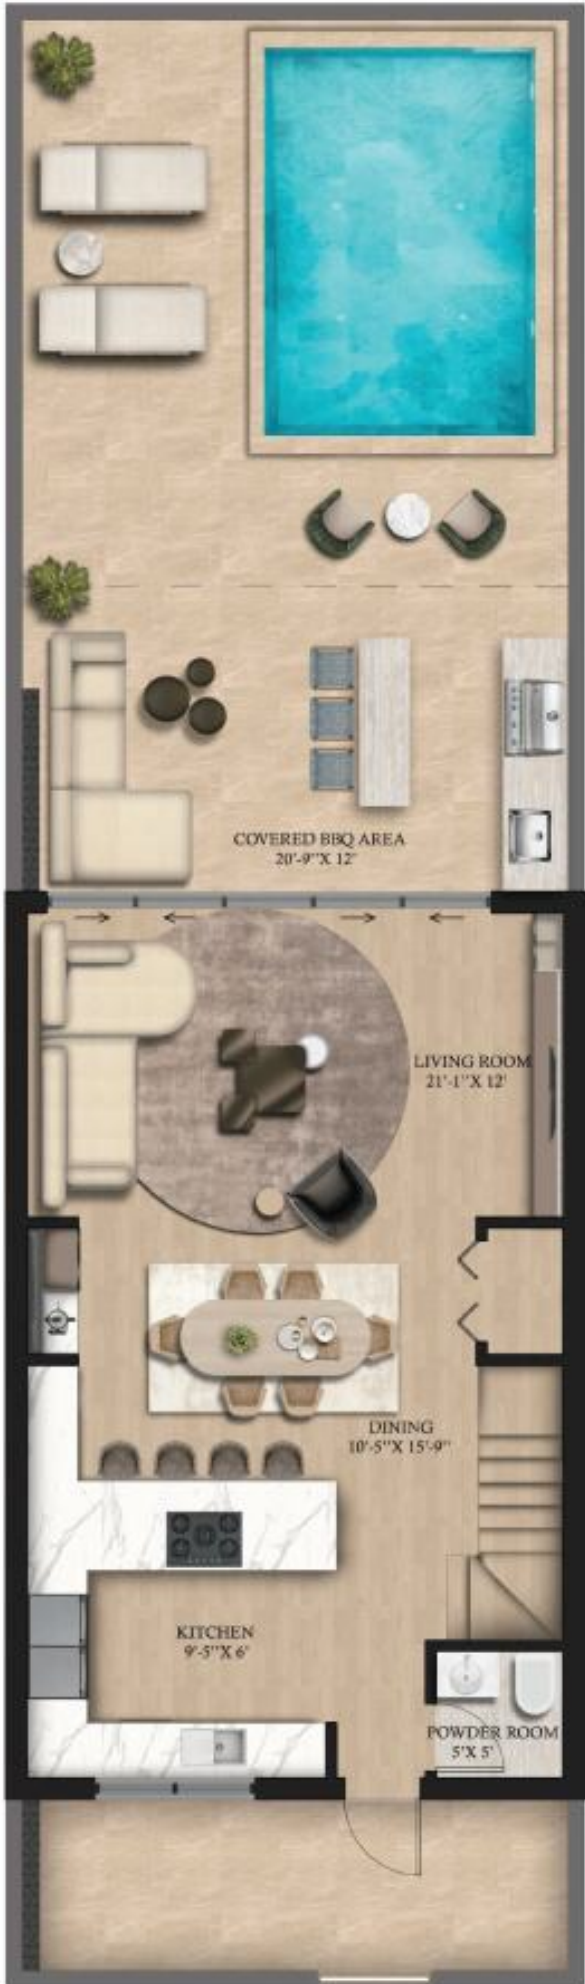 COVERED BBQ AREA
20'-9"X 12'
LIVING ROOM
21'-1"X 12'
DINING
10'-5"X 15'-9"
KITCHEN
9'-5"X 6'
POWDER ROOM
5'X 5'